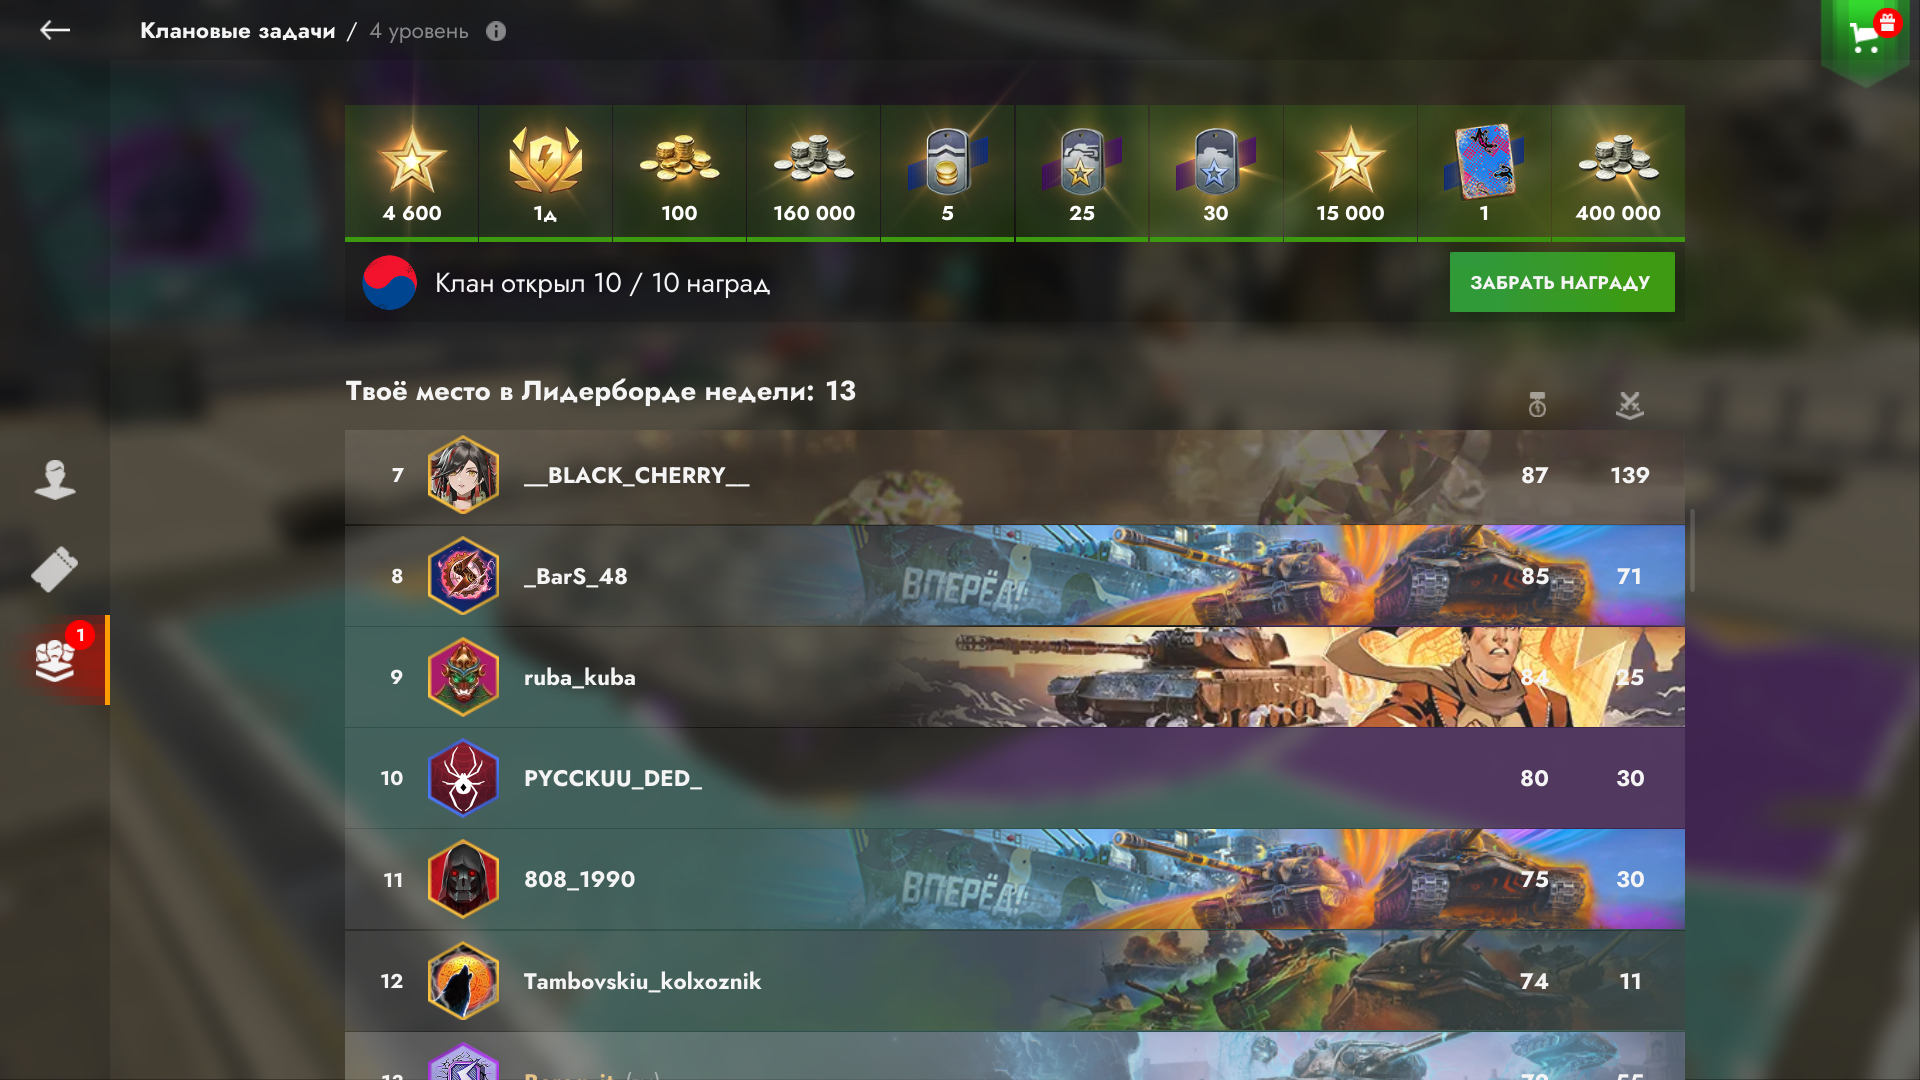 Клановые задачи / 4 уровень
4 600 1д 100 160 000 5 25 30 15 000 1 400 000
Клан открыл 10 / 10 наград
ЗАБРАТЬ НАГРАДУ
Твоё место в Лидерборде недели: 13
7 __BLACK_CHERRY__ 87 139
8 _BarS_48 ВПЕРЁД! 85 71
1
9 ruba_kuba 84 25
10 PYCCKUU_DED_ 80 30
11 808_1990 ВПЕРЁД! 75 30
12 Tambovskiu_kolxoznik 74 11